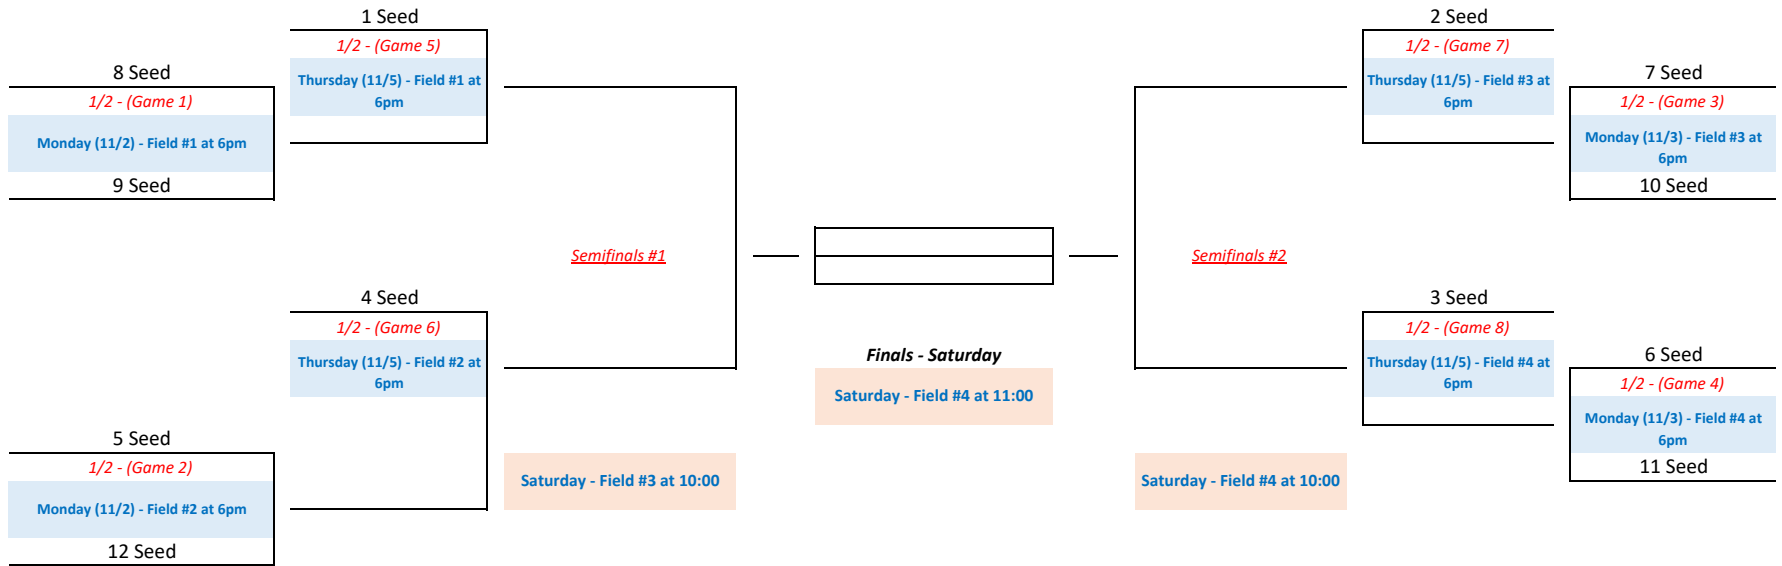 1 Seed
1/2 - (Game 5)
Thursday (11/5) - Field #1 at
6pm
8 Seed
1/2 - (Game 1)
Monday (11/2) - Field #1 at 6pm
9 Seed
4 Seed
1/2 - (Game 6)
Thursday (11/5) - Field #2 at
6pm
5 Seed
1/2 - (Game 2)
Monday (11/2) - Field #2 at 6pm
12 Seed
Semifinals #1
Saturday - Field #3 at 10:00
Finals - Saturday
Saturday - Field #4 at 11:00
Semifinals #2
Saturday - Field #4 at 10:00
2 Seed
1/2 - (Game 7)
Thursday (11/5) - Field #3 at
6pm
7 Seed
1/2 - (Game 3)
Monday (11/3) - Field #3 at
6pm
10 Seed
3 Seed
1/2 - (Game 8)
Thursday (11/5) - Field #4 at
6pm
6 Seed
1/2 - (Game 4)
Monday (11/3) - Field #4 at
6pm
11 Seed